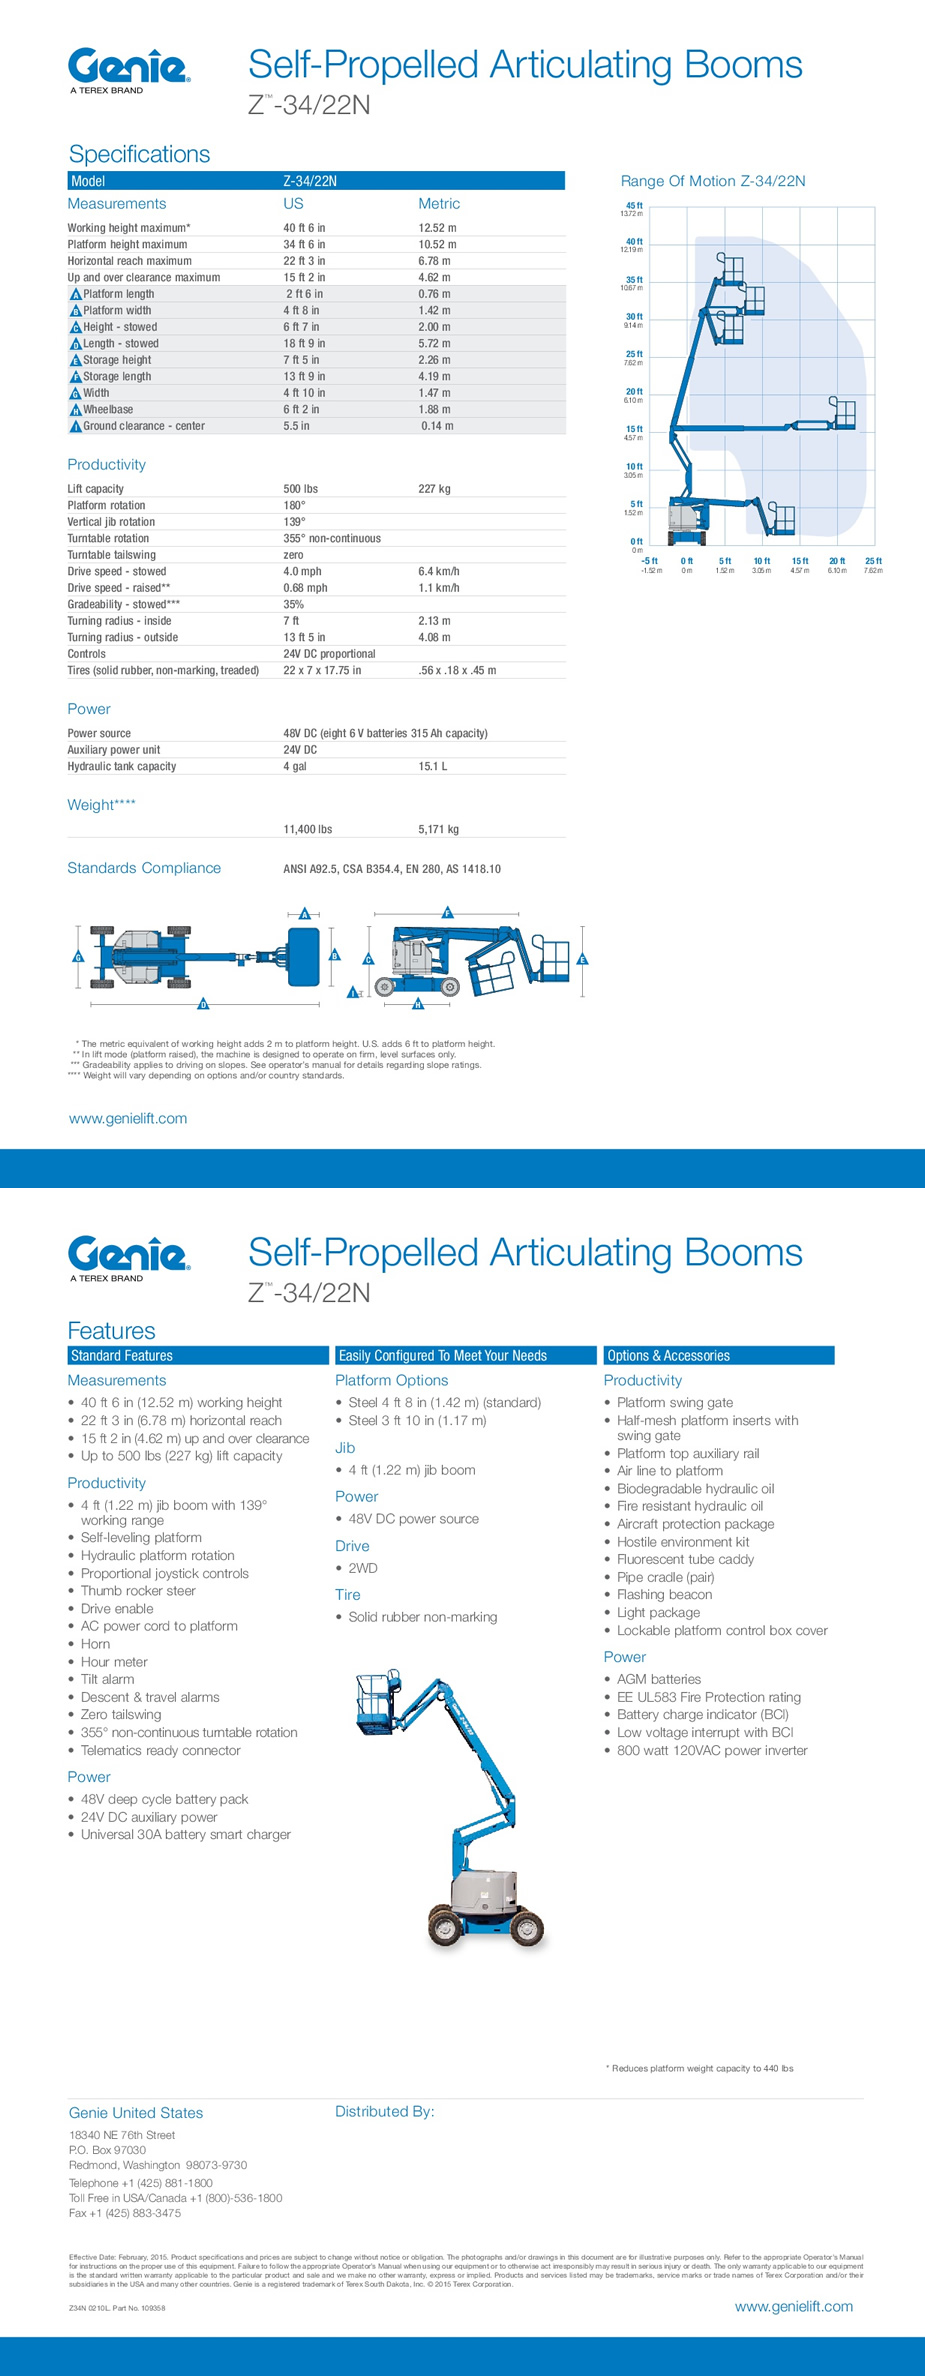 Genie®
A TEREX BRAND
Self-Propelled Articulating Booms
Z™-34/22N
Specifications
Model Z-34/22N
Measurements US Metric
Working height maximum* 40 ft 6 in 12.52 m
Platform height maximum 34 ft 6 in 10.52 m
Horizontal reach maximum 22 ft 3 in 6.78 m
Up and over clearance maximum 15 ft 2 in 4.62 m
A Platform length 2 ft 6 in 0.76 m
B Platform width 4 ft 8 in 1.42 m
C Height - stowed 6 ft 7 in 2.00 m
D Length - stowed 18 ft 9 in 5.72 m
E Storage height 7 ft 5 in 2.26 m
F Storage length 13 ft 9 in 4.19 m
G Width 4 ft 10 in 1.47 m
H Wheelbase 6 ft 2 in 1.88 m
I Ground clearance - center 5.5 in 0.14 m
Productivity
Lift capacity 500 lbs 227 kg
Platform rotation 180°
Vertical jib rotation 139°
Turntable rotation 355° non-continuous
Turntable tailswing zero
Drive speed - stowed 4.0 mph 6.4 km/h
Drive speed - raised** 0.68 mph 1.1 km/h
Gradeability - stowed*** 35%
Turning radius - inside 7 ft 2.13 m
Turning radius - outside 13 ft 5 in 4.08 m
Controls 24V DC proportional
Tires (solid rubber, non-marking, treaded) 22 x 7 x 17.75 in .56 x .18 x .45 m
Power
Power source 48V DC (eight 6 V batteries 315 Ah capacity)
Auxiliary power unit 24V DC
Hydraulic tank capacity 4 gal 15.1 L
Weight****
11,400 lbs 5,171 kg
Standards Compliance ANSI A92.5, CSA B354.4, EN 280, AS 1418.10
Range Of Motion Z-34/22N
45 ft
13.72 m
40 ft
12.19 m
35 ft
10.67 m
30 ft
9.14 m
25 ft
7.62 m
20 ft
6.10 m
15 ft
4.57 m
10 ft
3.05 m
5 ft
1.52 m
0 ft
0 m
-5 ft 0 ft 5 ft 10 ft 15 ft 20 ft 25 ft
-1.52 m 0 m 1.52 m 3.05 m 4.57 m 6.10 m 7.62m
A F
G B C E
I
D H
* The metric equivalent of working height adds 2 m to platform height. U.S. adds 6 ft to platform height.
** In lift mode (platform raised), the machine is designed to operate on firm, level surfaces only.
*** Gradeability applies to driving on slopes. See operator's manual for details regarding slope ratings.
**** Weight will vary depending on options and/or country standards.
www.genielift.com
Genie®
A TEREX BRAND
Self-Propelled Articulating Booms
Z™-34/22N
Features
Standard Features
Measurements
• 40 ft 6 in (12.52 m) working height
• 22 ft 3 in (6.78 m) horizontal reach
• 15 ft 2 in (4.62 m) up and over clearance
• Up to 500 lbs (227 kg) lift capacity
Productivity
• 4 ft (1.22 m) jib boom with 139°
working range
• Self-leveling platform
• Hydraulic platform rotation
• Proportional joystick controls
• Thumb rocker steer
• Drive enable
• AC power cord to platform
• Horn
• Hour meter
• Tilt alarm
• Descent & travel alarms
• Zero tailswing
• 355° non-continuous turntable rotation
• Telematics ready connector
Power
• 48V deep cycle battery pack
• 24V DC auxiliary power
• Universal 30A battery smart charger
Easily Configured To Meet Your Needs
Platform Options
• Steel 4 ft 8 in (1.42 m) (standard)
• Steel 3 ft 10 in (1.17 m)
Jib
• 4 ft (1.22 m) jib boom
Power
• 48V DC power source
Drive
• 2WD
Tire
• Solid rubber non-marking
Genie
Options & Accessories
Productivity
• Platform swing gate
• Half-mesh platform inserts with
swing gate
• Platform top auxiliary rail
• Air line to platform
• Biodegradable hydraulic oil
• Fire resistant hydraulic oil
• Aircraft protection package
• Hostile environment kit
• Fluorescent tube caddy
• Pipe cradle (pair)
• Flashing beacon
• Light package
• Lockable platform control box cover
Power
• AGM batteries
• EE UL583 Fire Protection rating
• Battery charge indicator (BCI)
• Low voltage interrupt with BCI
• 800 watt 120VAC power inverter
* Reduces platform weight capacity to 440 lbs
Genie United States
18340 NE 76th Street
P.O. Box 97030
Redmond, Washington 98073-9730
Telephone +1 (425) 881-1800
Toll Free in USA/Canada +1 (800)-536-1800
Fax +1 (425) 883-3475
Distributed By:
Effective Date: February, 2015. Product specifications and prices are subject to change without notice or obligation. The photographs and/or drawings in this document are for illustrative purposes only. Refer to the appropriate Operator's Manual
for instructions on the proper use of this equipment. Failure to follow the appropriate Operator's Manual when using our equipment or to otherwise act irresponsibly may result in serious injury or death. The only warranty applicable to our equipment
is the standard written warranty applicable to the particular product and sale and we make no other warranty, express or implied. Products and services listed may be trademarks, service marks or trade names of Terex Corporation and/or their
subsidiaries in the USA and many other countries. Genie is a registered trademark of Terex South Dakota, Inc. © 2015 Terex Corporation.
Z34N 0210L. Part No. 109358
www.genielift.com